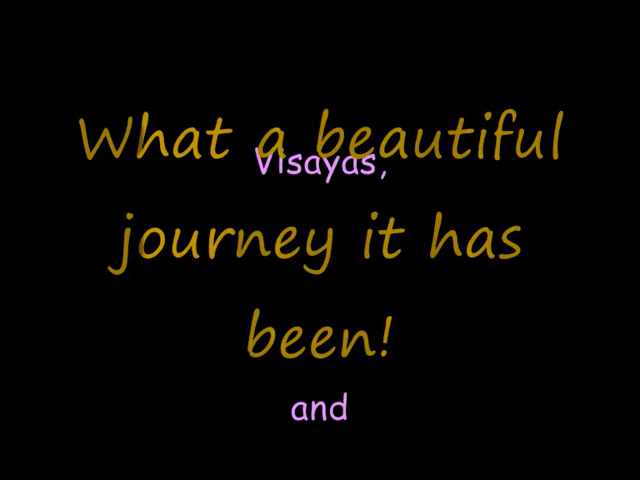 What a beautiful
Visayas,
journey it has
been!
and